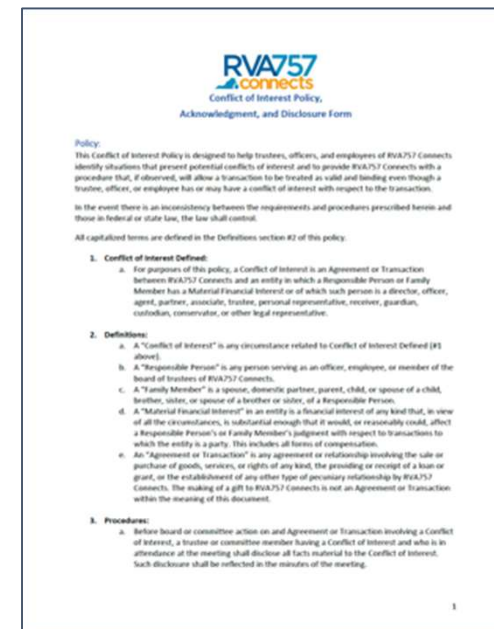 RVA757
connects
Conflict of Interest Policy,
Acknowledgment, and Disclosure Form
Policy:
This Conflict of Interest Policy is designed to help trustees, officers, and employees of RVA757 Connects
identify situations that present potential conflicts of interest and to provide RVA757 Connects with a
procedure that, if observed, will allow a transaction to be treated as valid and binding even though a
trustee, officer, or employee has or may have a conflict of interest with respect to the transaction.
In the event there is an inconsistency between the requirements and procedures prescribed herein and
those in federal or state law, the law shall control.
All capitalized terms are defined in the Definitions section #2 of this policy.
1. Conflict of Interest Defined:
a. For purposes of this policy, a Conflict of Interest is an Agreement or Transaction
between RVA757 Connects and an entity in which a Responsible Person or Family
Member has a Material Financial Interest or of which such person is a director, officer,
agent, partner, associate, trustee, personal representative, receiver, guardian,
custodian, conservator, or other legal representative.
2. Definitions:
a. A "Conflict of Interest" is any circumstance related to Conflict of Interest Defined (#1
above).
b. A "Responsible Person" is any person serving as an officer, employee, or member of the
board of trustees of RVA757 Connects.
c. A "Family Member" is a spouse, domestic partner, parent, child, or spouse of a child,
brother, sister, or spouse of a brother or sister, of a Responsible Person.
d. A "Material Financial Interest" in an entity is a financial interest of any kind that, in view
of all the circumstances, is substantial enough that it would, or reasonably could, affect
a Responsible Person's or Family Member's judgment with respect to transactions to
which the entity is a party. This includes all forms of compensation.
e. An "Agreement or Transaction" is any agreement or relationship involving the sale or
purchase of goods, services, or rights of any kind, the providing or receipt of a loan or
grant, or the establishment of any other type of pecuniary relationship by RVA757
Connects. The making of a gift to RVA757 Connects is not an Agreement or Transaction
within the meaning of this document.
3. Procedures:
a. Before board or committee action on and Agreement or Transaction involving a Conflict
of Interest, a trustee or committee member having a Conflict of Interest and who is in
attendance at the meeting shall disclose all facts material to the Conflict of Interest.
Such disclosure shall be reflected in the minutes of the meeting.
1